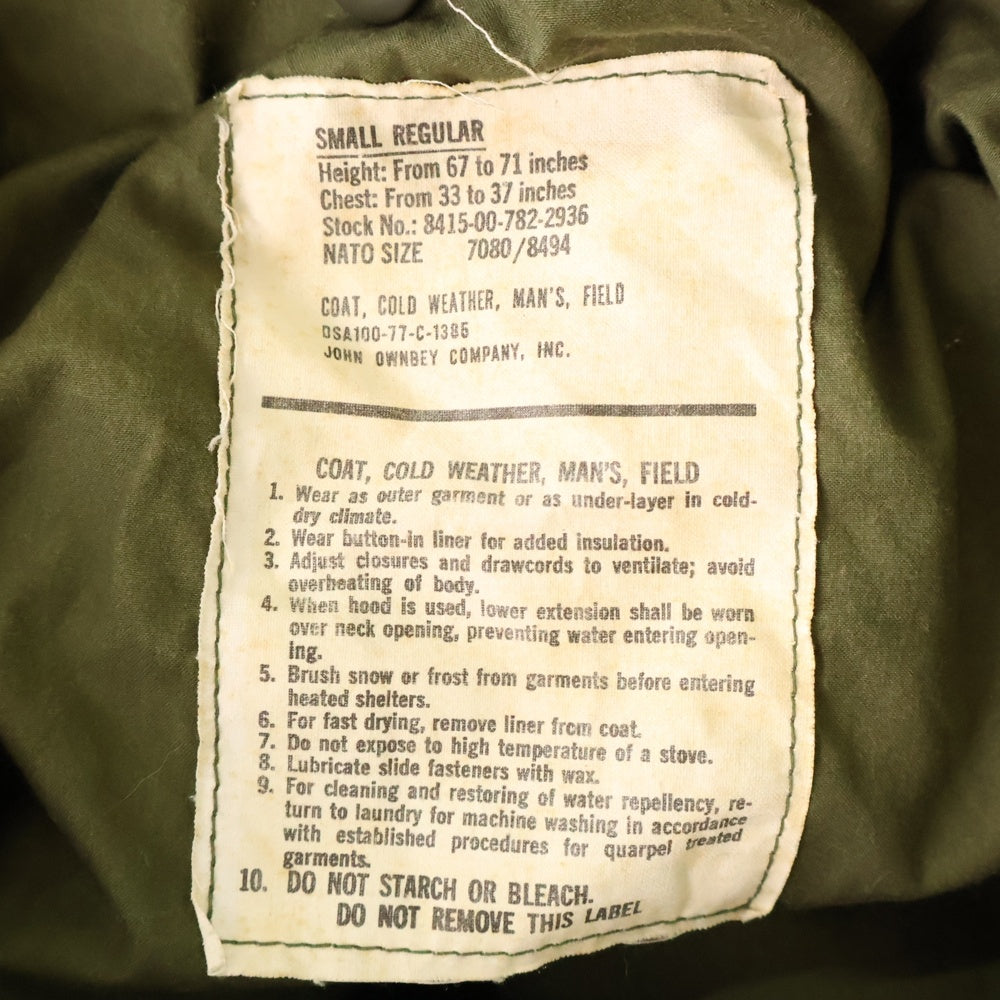 SMALL REGULAR
Height: From 67 to 71 inches
Chest: From 33 to 37 inches
Stock No.: 8415-00-782-2936
NATO SIZE 7080/8494
COAT, COLD WEATHER, MAN'S, FIELD
DSA100-77-C-1386
JOHN OWNBEY COMPANY, INC.
COAT, COLD WEATHER, MAN'S, FIELD
1. Wear as outer garment or as under-layer in cold-
dry climate.
2. Wear button-in liner for added insulation.
3. Adjust closures and drawcords to ventilate; avoid
overheating of body.
4. When hood is used, lower extension shall be worn
over neck opening, preventing water entering open-
ing.
5. Brush snow or frost from garments before entering
heated shelters.
6. For fast drying, remove liner from coat.
7. Do not expose to high temperature of a stove.
8. Lubricate slide fasteners with wax.
9. For cleaning and restoring of water repellency, re-
turn to laundry for machine washing in accordance
with established procedures for quarpel treated
garments.
10. DO NOT STARCH OR BLEACH.
DO NOT REMOVE THIS LABEL